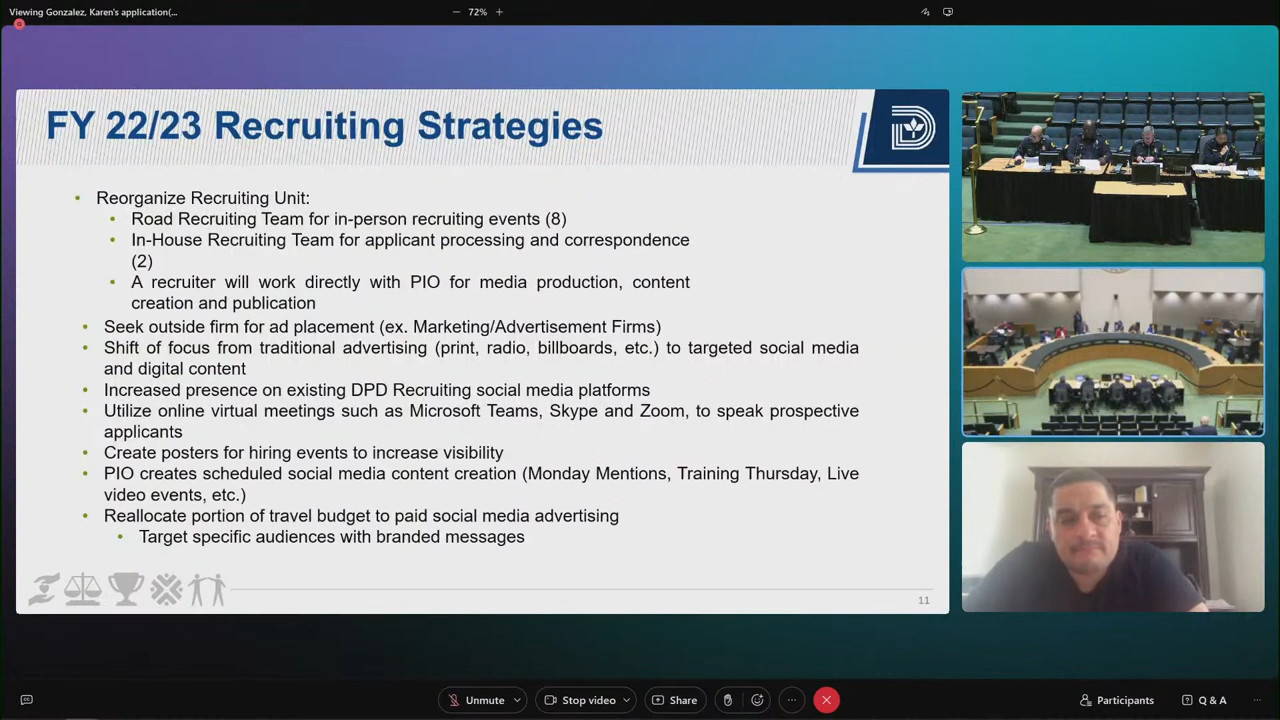 Viewing Gonzalez, Karen's application(...
72%
FY 22/23 Recruiting Strategies
• Reorganize Recruiting Unit:
• Road Recruiting Team for in-person recruiting events (8)
• In-House Recruiting Team for applicant processing and correspondence
(2)
• A recruiter will work directly with PIO for media production, content
creation and publication
• Seek outside firm for ad placement (ex. Marketing/Advertisement Firms)
• Shift of focus from traditional advertising (print, radio, billboards, etc.) to targeted social media
and digital content
• Increased presence on existing DPD Recruiting social media platforms
• Utilize online virtual meetings such as Microsoft Teams, Skype and Zoom, to speak prospective
applicants
• Create posters for hiring events to increase visibility
• PIO creates scheduled social media content creation (Monday Mentions, Training Thursday, Live
video events, etc.)
• Reallocate portion of travel budget to paid social media advertising
• Target specific audiences with branded messages
11
Unmute
Stop video
Share
Participants
Q & A